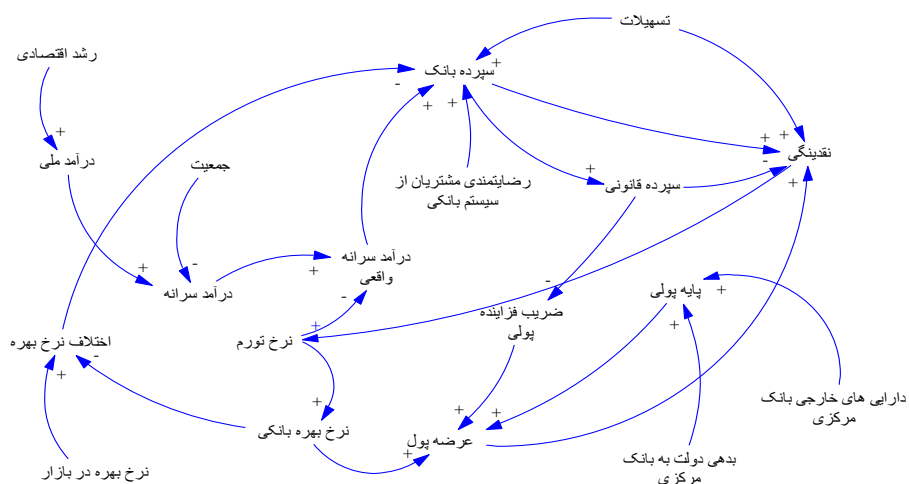 تسهیلات
رشد اقتصادی
سپرده بانک
+
-
+
+
+
+
+
نقدینگی
-
+
درآمد ملی
جمعیت
+
رضایتمندی مشتریان از
سیستم بانکی
سپرده قانونی
+
-
+
درآمد سرانه
واقعی
-
-
درآمد سرانه
پایه پولی
+
+
ضریب فزاینده
پولی
+
نرخ تورم
اختلاف نرخ بهره
-
+
دارایی های خارجی بانک
مرکزی
+
+
+
نرخ بهره بانکی
عرضه پول
+
نرخ بهره در بازار
بدهی دولت به بانک
مرکزی